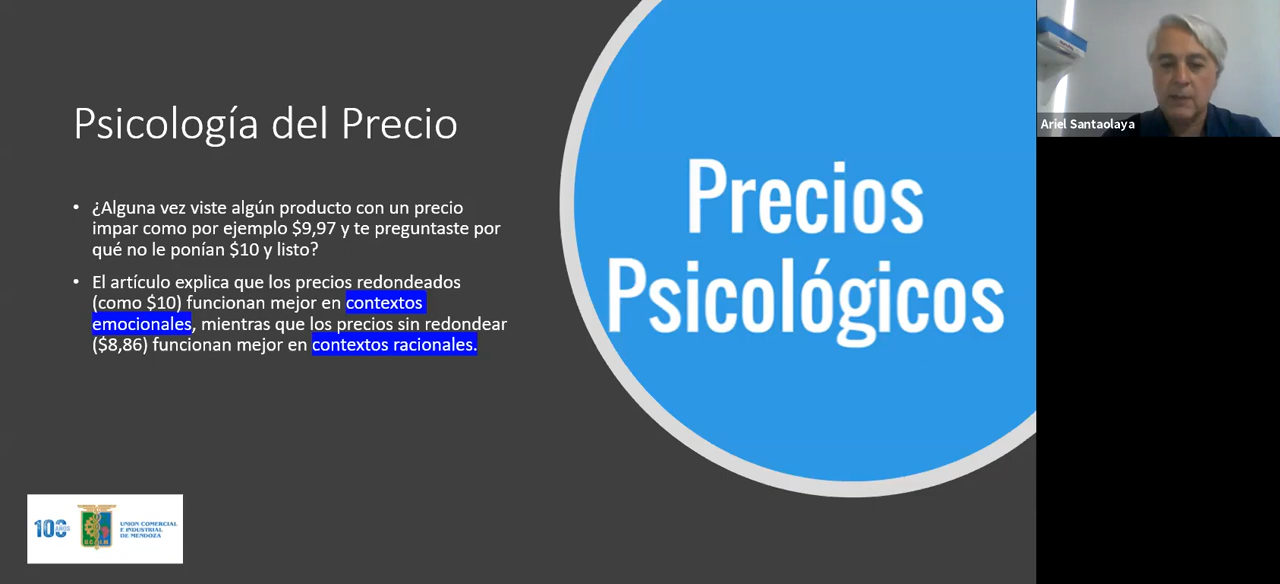 Psicología del Precio
• ¿Alguna vez viste algún producto con un precio
impar como por ejemplo $9,97 y te preguntaste por
qué no le ponían $10 y listo?
• El artículo explica que los precios redondeados
(como $10) funcionan mejor en contextos
emocionales, mientras que los precios sin redondear
($8,86) funcionan mejor en contextos racionales.
Precios
Psicológicos
Ariel Santaolaya
100 AÑOS
UNION COMERCIAL
E INDUSTRIAL
DE MENDOZA